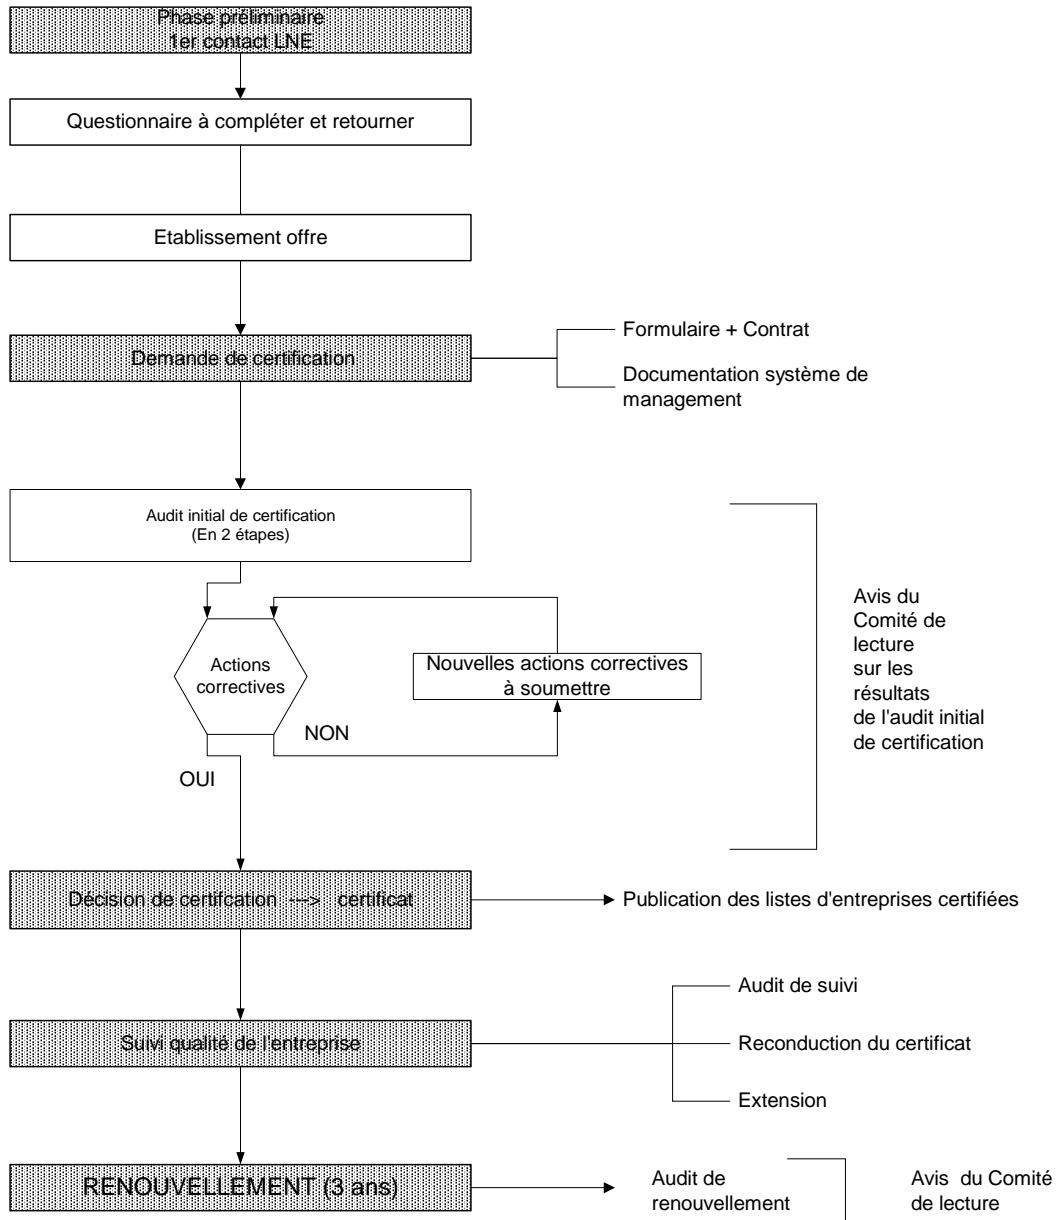 Phase préliminaire
1er contact LNE
Questionnaire à compléter et retourner
Etablissement offre
Demande de certification
Formulaire + Contrat
Documentation système de
management
Audit initial de certification
(En 2 étapes)
Actions
correctives
Nouvelles actions correctives
à soumettre
NON
OUI
Avis du
Comité de
lecture
sur les
résultats
de l'audit initial
de certification
Décision de certifcation ---> certificat
Publication des listes d'entreprises certifiées
Suivi qualité de l'entreprise
Audit de suivi
Reconduction du certificat
Extension
RENOUVELLEMENT (3 ans)
Audit de
renouvellement
Avis du Comité
de lecture